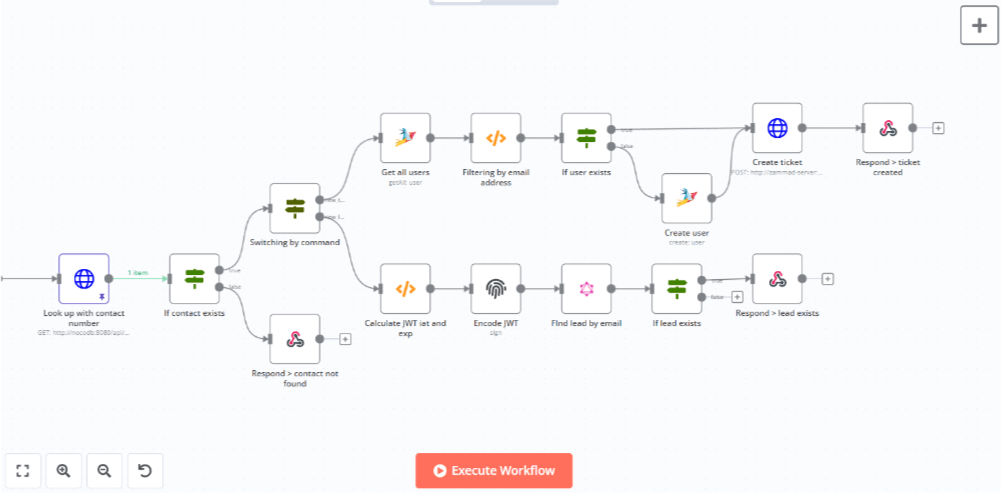 Get all users
getAll: user
Filtering by email
address
If user exists
true
false
Create ticket
POST: http://zammad-server:...
Respond > ticket
created
Create user
create: user
Switching by command
Look up with contact
number
GET: http://nocodb:8080/api/...
1 item
If contact exists
true
false
Respond > contact not
found
Calculate JWT iat and
exp
Encode JWT
sign
FInd lead by email
If lead exists
true
false
Respond > lead exists
Execute Workflow